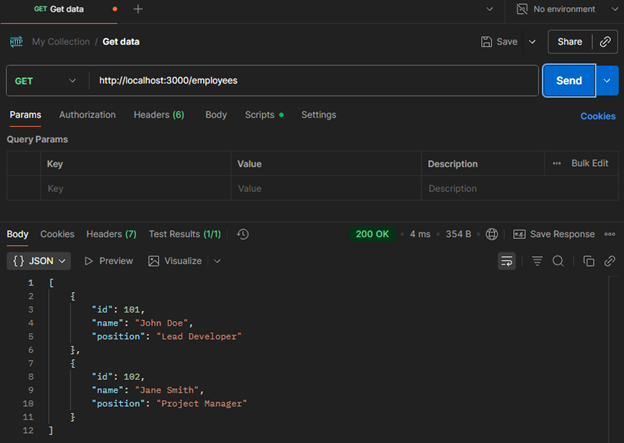 GET Get data No environment
HTTP My Collection / Get data Save Share
GET http://localhost:3000/employees Send
Params Authorization Headers (6) Body Scripts Settings Cookies
Query Params
Key Value Description ••• Bulk Edit
Key Value Description
Body Cookies Headers (7) Test Results (1/1) 200 OK • 4 ms • 354 B • Save Response •••
{ } JSON Preview Visualize
1 [
2 {
3 "id": 101,
4 "name": "John Doe",
5 "position": "Lead Developer"
6 },
7 {
8 "id": 102,
9 "name": "Jane Smith",
10 "position": "Project Manager"
11 }
12 ]